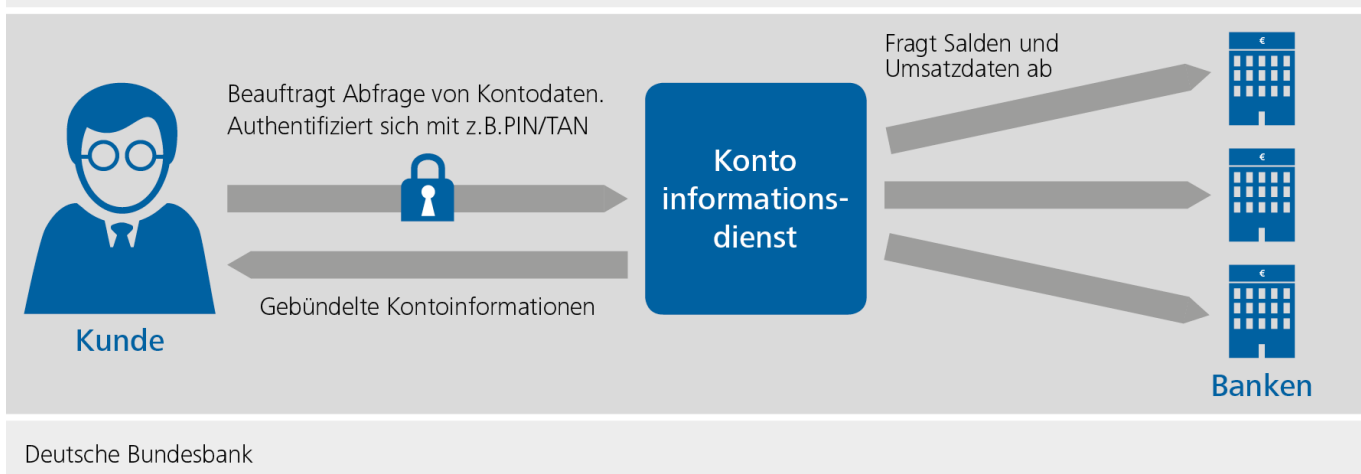 Beauftragt Abfrage von Kontodaten.
Authentifiziert sich mit z.B.PIN/TAN
Gebündelte Kontoinformationen
Kunde
Konto
informations-
dienst
Fragt Salden und
Umsatzdaten ab
€
€
€
Banken
Deutsche Bundesbank